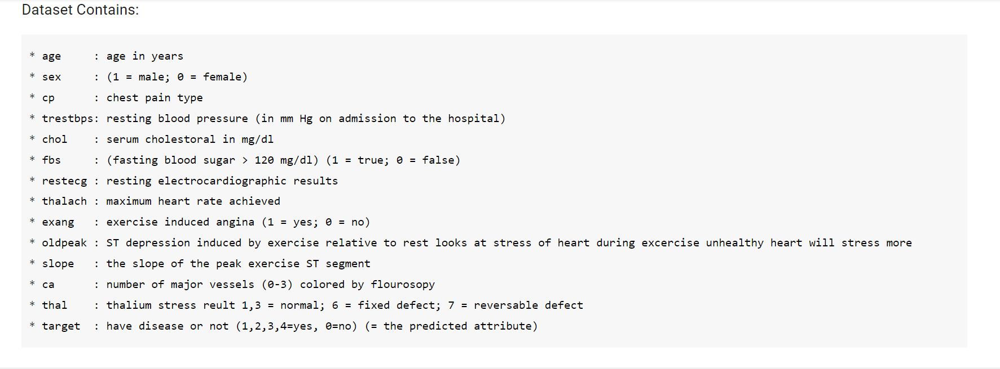 Dataset Contains:
* age     : age in years
* sex     : (1 = male; 0 = female)
* cp      : chest pain type
* trestbps: resting blood pressure (in mm Hg on admission to the hospital)
* chol    : serum cholestoral in mg/dl
* fbs     : (fasting blood sugar > 120 mg/dl) (1 = true; 0 = false)
* restecg : resting electrocardiographic results
* thalach : maximum heart rate achieved
* exang   : exercise induced angina (1 = yes; 0 = no)
* oldpeak : ST depression induced by exercise relative to rest looks at stress of heart during excercise unhealthy heart will stress more
* slope   : the slope of the peak exercise ST segment
* ca      : number of major vessels (0-3) colored by flourosopy
* thal    : thalium stress reult 1,3 = normal; 6 = fixed defect; 7 = reversable defect
* target  : have disease or not (1,2,3,4=yes, 0=no) (= the predicted attribute)